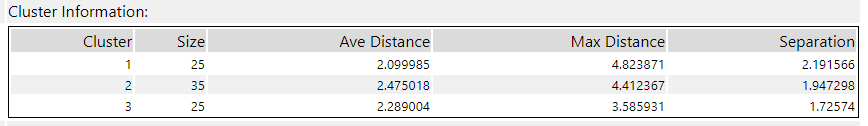 Cluster Information:
Cluster Size Ave Distance Max Distance Separation
1 25 2.099985 4.823871 2.191566
2 35 2.475018 4.412367 1.947298
3 25 2.289004 3.585931 1.72574